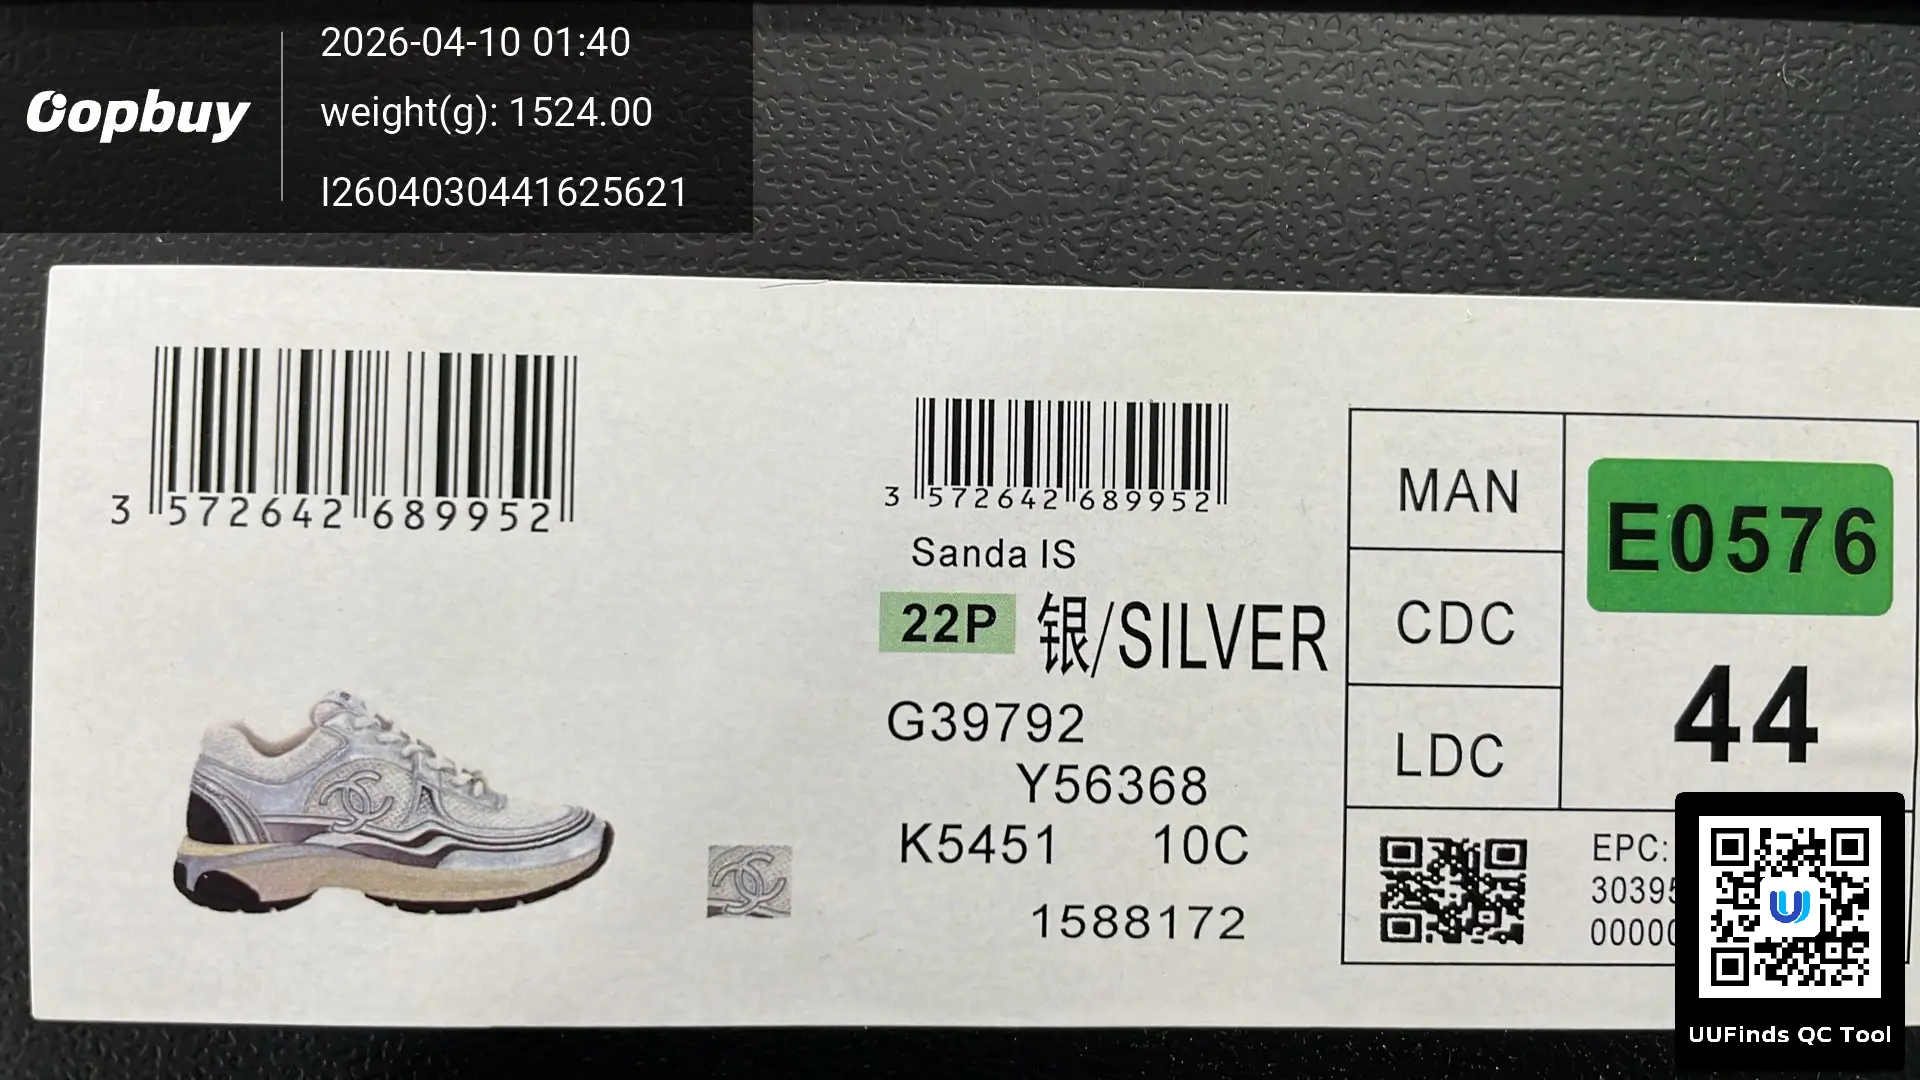 Oopbuy
2026-04-10 01:40
weight(g): 1524.00
I2604030441625621
3 572642 689952
3 572642 689952
Sanda IS
22P 银/SILVER
G39792
Y56368
K5451 10C
1588172
MAN
CDC
LDC
E0576
44
EPC:
UUFinds QC Tool